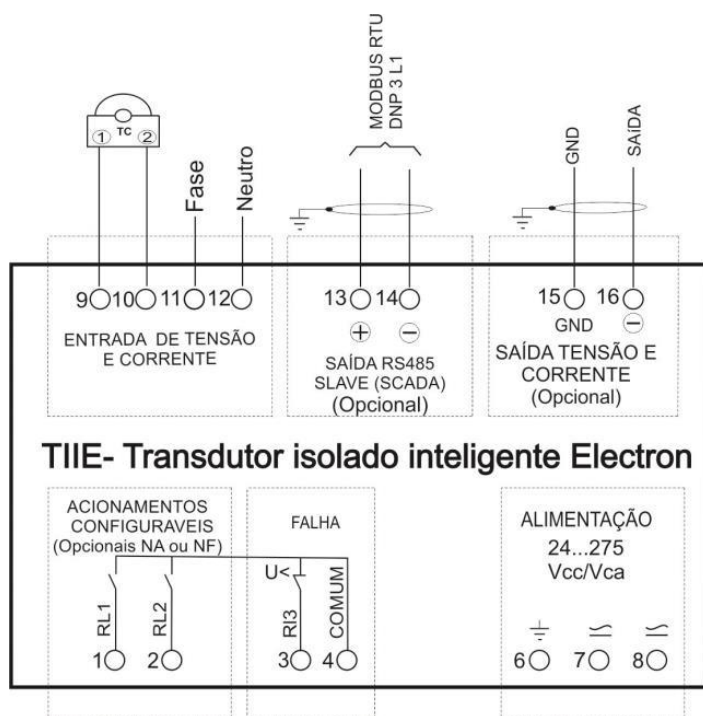 MODBUS RTU
DNP 3 L1
1 TC 2
Fase
Neutro
GND
SAíDA
9 10 11 12
ENTRADA DE TENSÃO
E CORRENTE
13 14
+ −
SAÍDA RS485
SLAVE (SCADA)
(Opcional)
15 16
GND −
SAÍDA TENSÃO E
CORRENTE
(Opcional)
TIIE- Transdutor isolado inteligente Electron
ACIONAMENTOS
CONFIGURAVEIS
(Opcionais NA ou NF)
RL1
RL2
1 2
FALHA
U<
RI3
COMUM
3 4
ALIMENTAÇÃO
24...275
Vcc/Vca
6 7 8